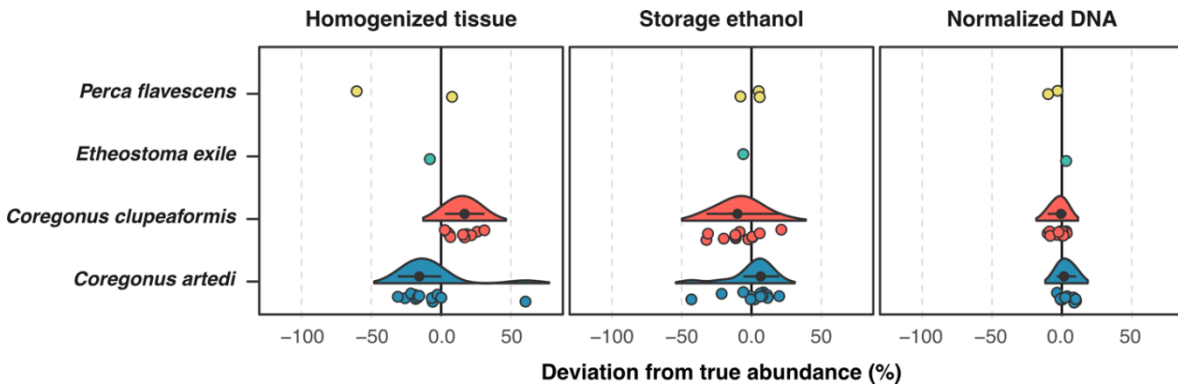 Homogenized tissue Storage ethanol Normalized DNA
Perca flavescens
Etheostoma exile
Coregonus clupeaformis
Coregonus artedi
−100 −50 0.0 50 −100 −50 0.0 50 −100 −50 0.0 50
Deviation from true abundance (%)